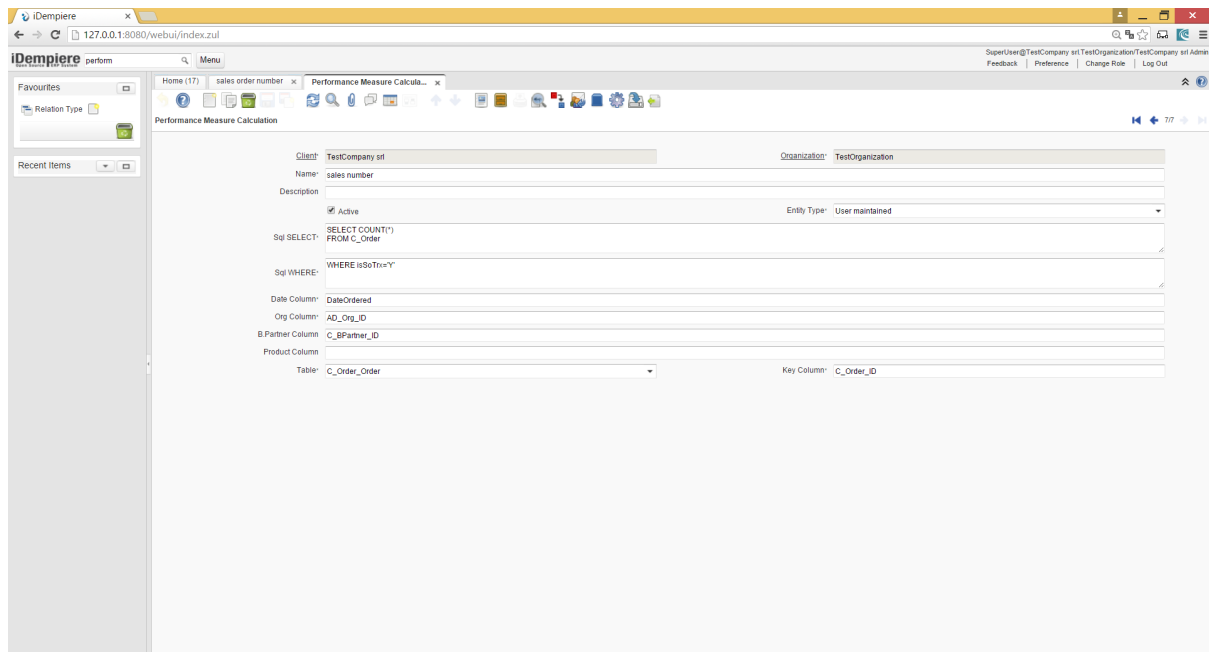 iDempiere
127.0.0.1:8080/webui/index.zul
iDempiere
Open Source ERP System
perform
Menu
SuperUser@TestCompany srl.TestOrganization/TestCompany srl Admin
Feedback | Preference | Change Role | Log Out
Favourites
Home (17)
sales order number
Performance Measure Calcula...
Relation Type
Performance Measure Calculation
7/7
Recent Items
Client*
TestCompany srl
Organization*
TestOrganization
Name*
sales number
Description
Active
Entity Type*
User maintained
Sql SELECT*
SELECT COUNT(*)
FROM C_Order
Sql WHERE*
WHERE isSoTrx='Y'
Date Column*
DateOrdered
Org Column*
AD_Org_ID
B.Partner Column
C_BPartner_ID
Product Column
Table*
C_Order_Order
Key Column*
C_Order_ID